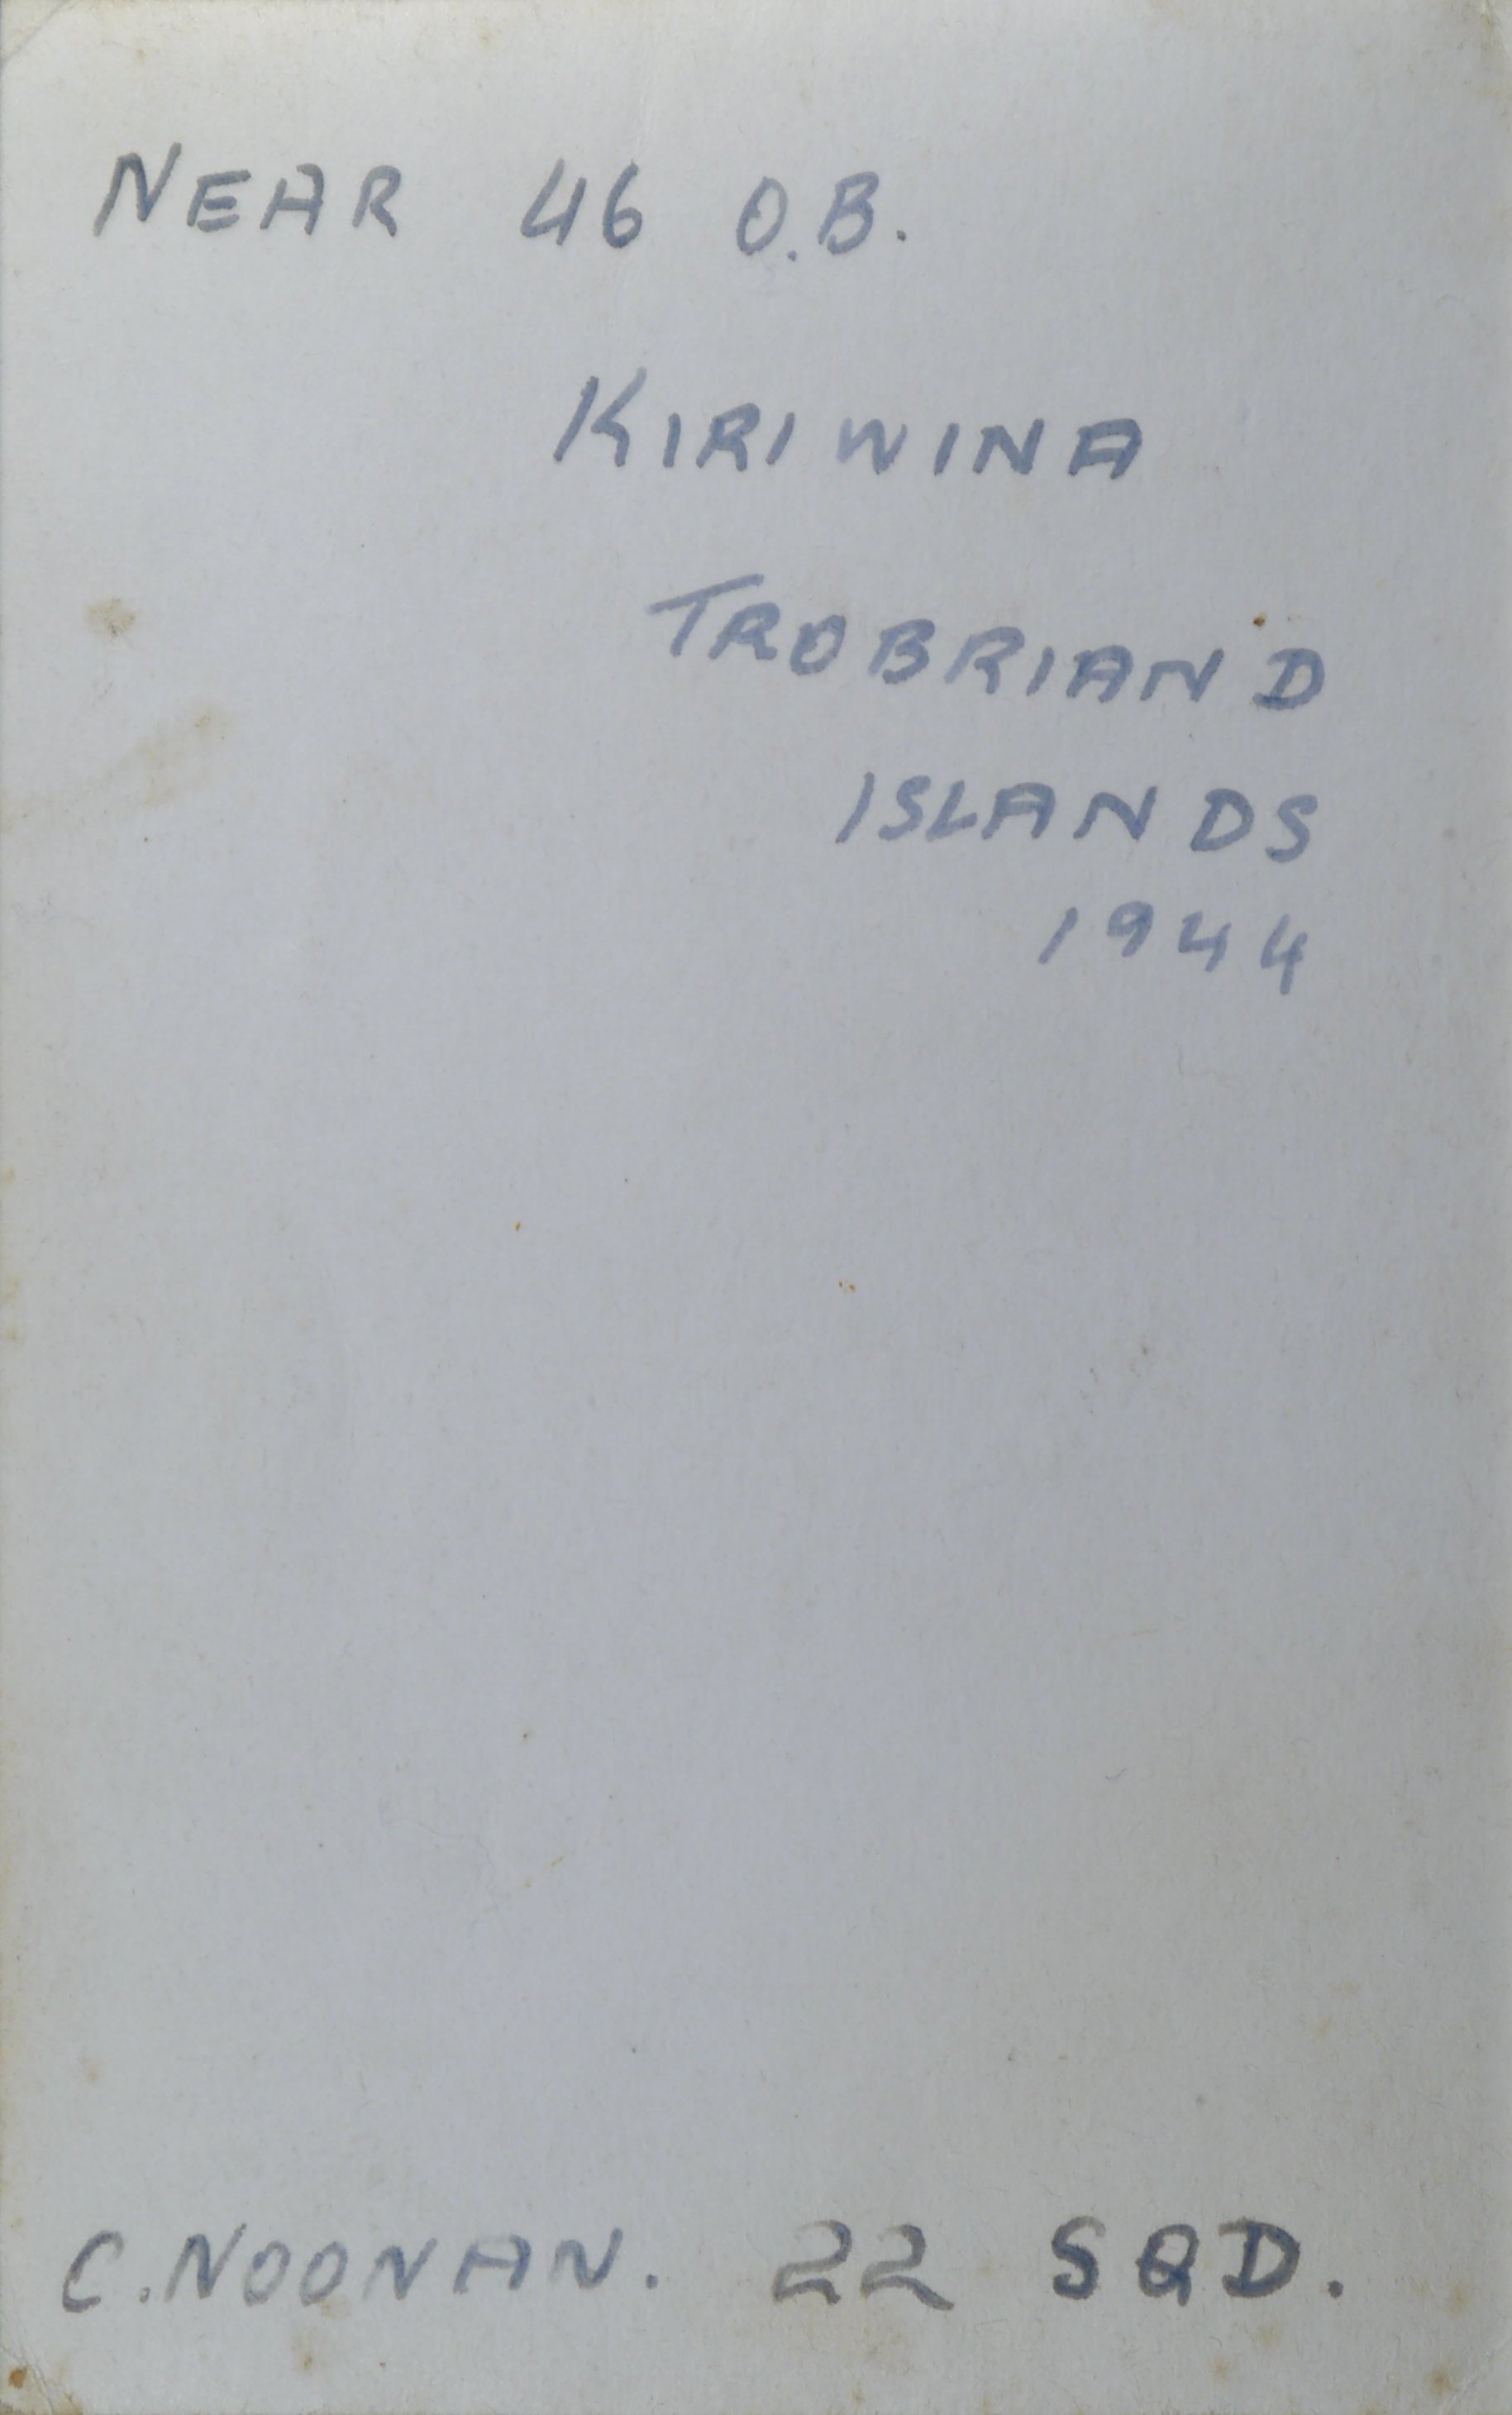 NEAR 46 O.B.
KIRIWINA
TROBRIAND
ISLANDS
1944
C. NOONAN. 22 SQD.